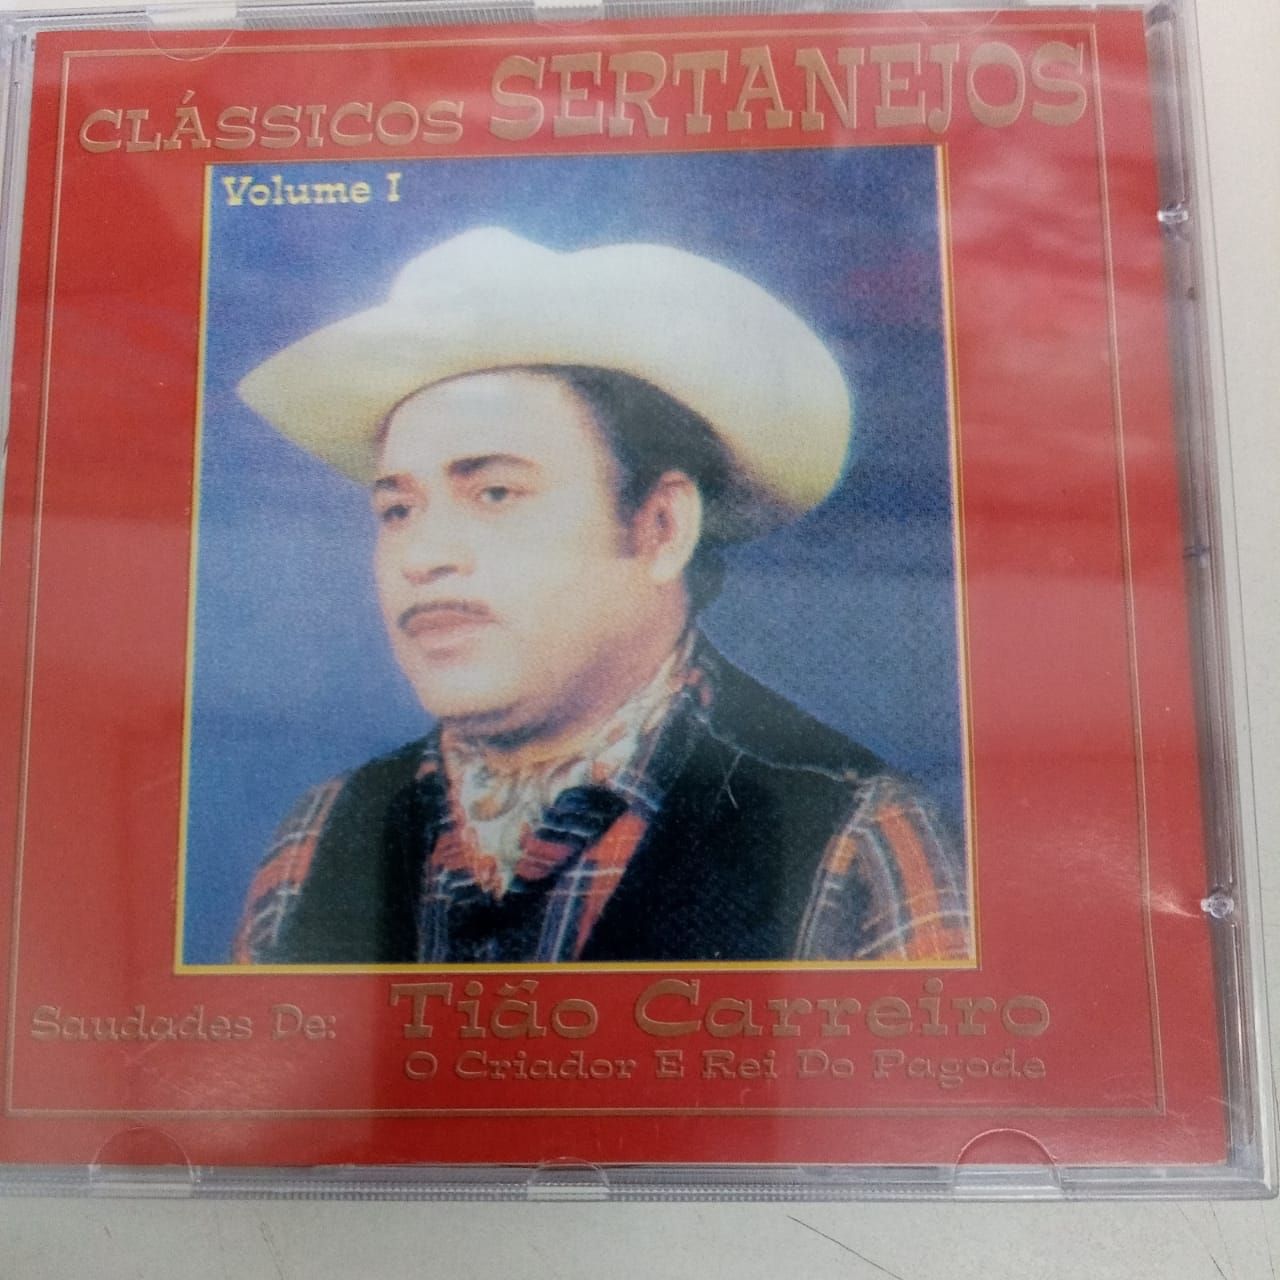 CLÁSSICOS SERTANEJOS
Volume I
Saudades De: Tião Carreiro
O Criador E Rei Do Pagode